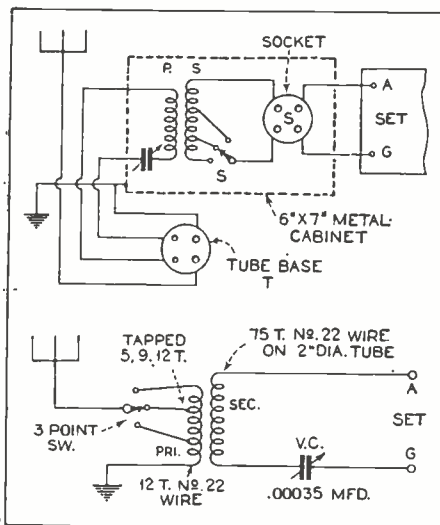 SOCKET
P. S
A
S
SET
G
S
6"X7" METAL
CABINET
TUBE BASE
T
TAPPED
5, 9, 12 T.
75 T. No. 22 WIRE
ON 2" DIA. TUBE
A
3 POINT
SW.
SEC.
SET
V.C.
G
PRI.
12 T. No. 22
WIRE
.00035 MFD.